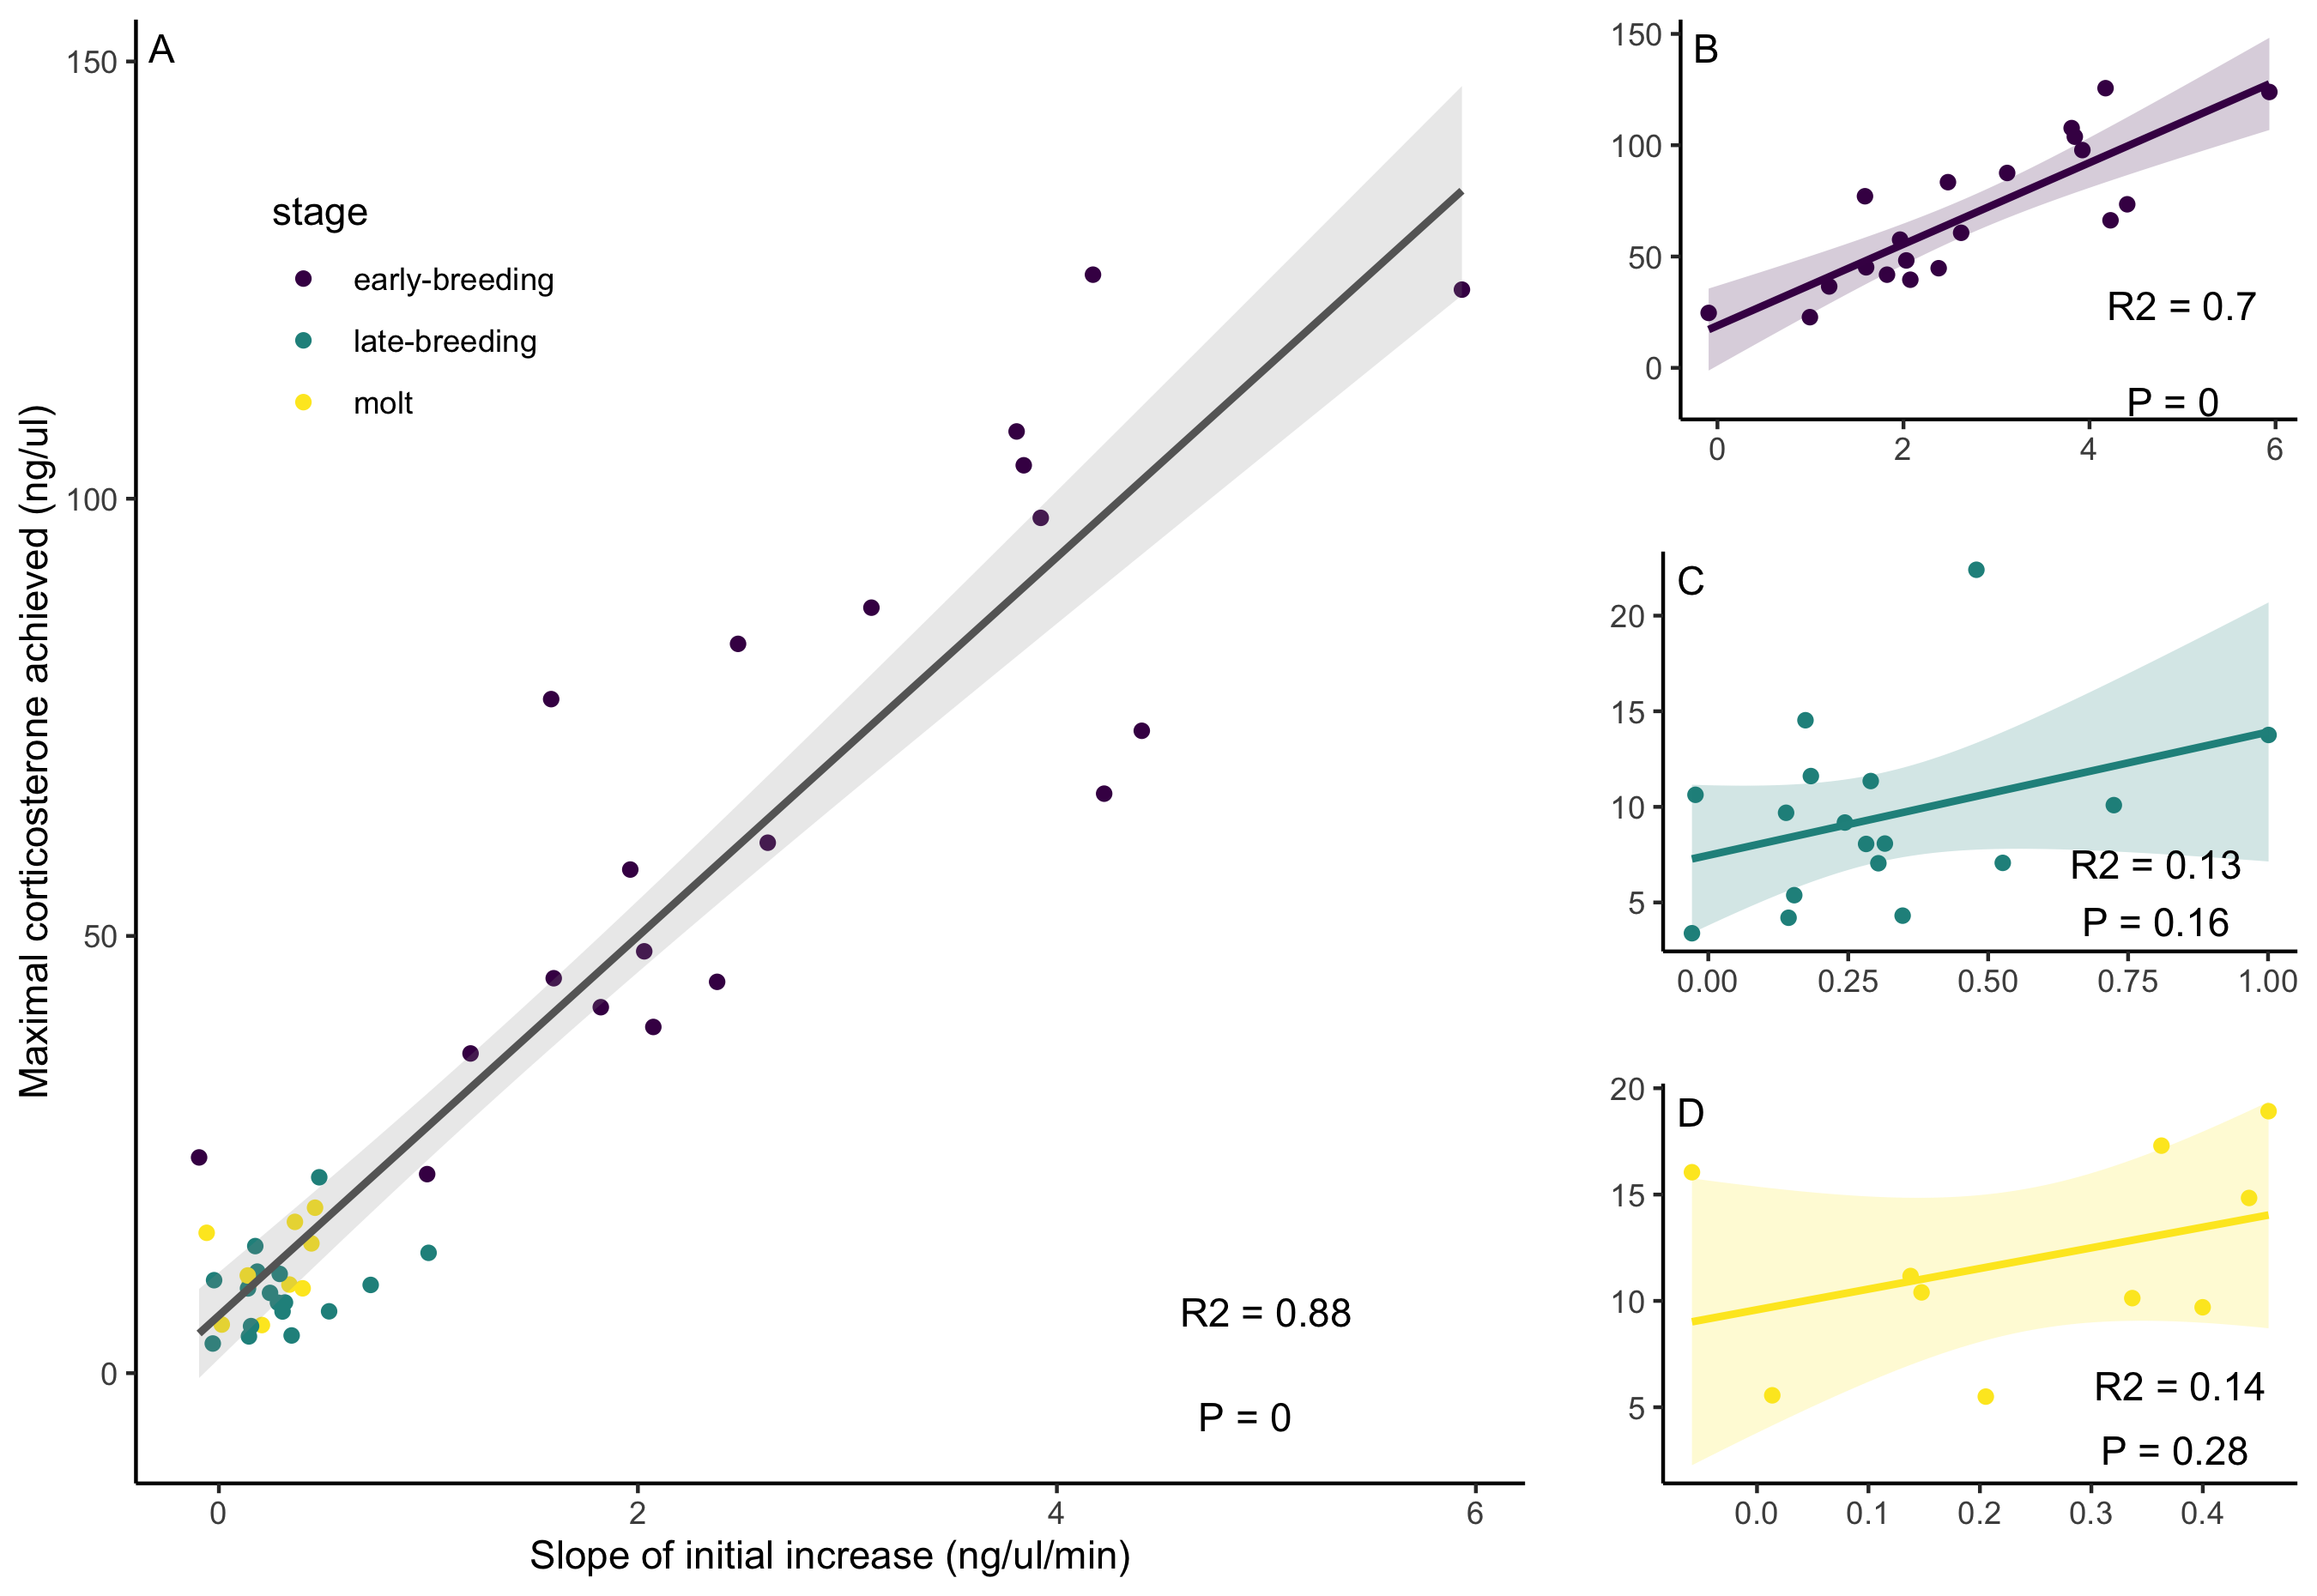 A
150
100
50
0
Maximal corticosterone achieved (ng/ul)
stage
early-breeding
late-breeding
molt
R2 = 0.88
P = 0
0 2 4 6
Slope of initial increase (ng/ul/min)
B
150
100
50
0
R2 = 0.7
P = 0
0 2 4 6
C
20
15
10
5
R2 = 0.13
P = 0.16
0.00 0.25 0.50 0.75 1.00
D
20
15
10
5
R2 = 0.14
P = 0.28
0.0 0.1 0.2 0.3 0.4